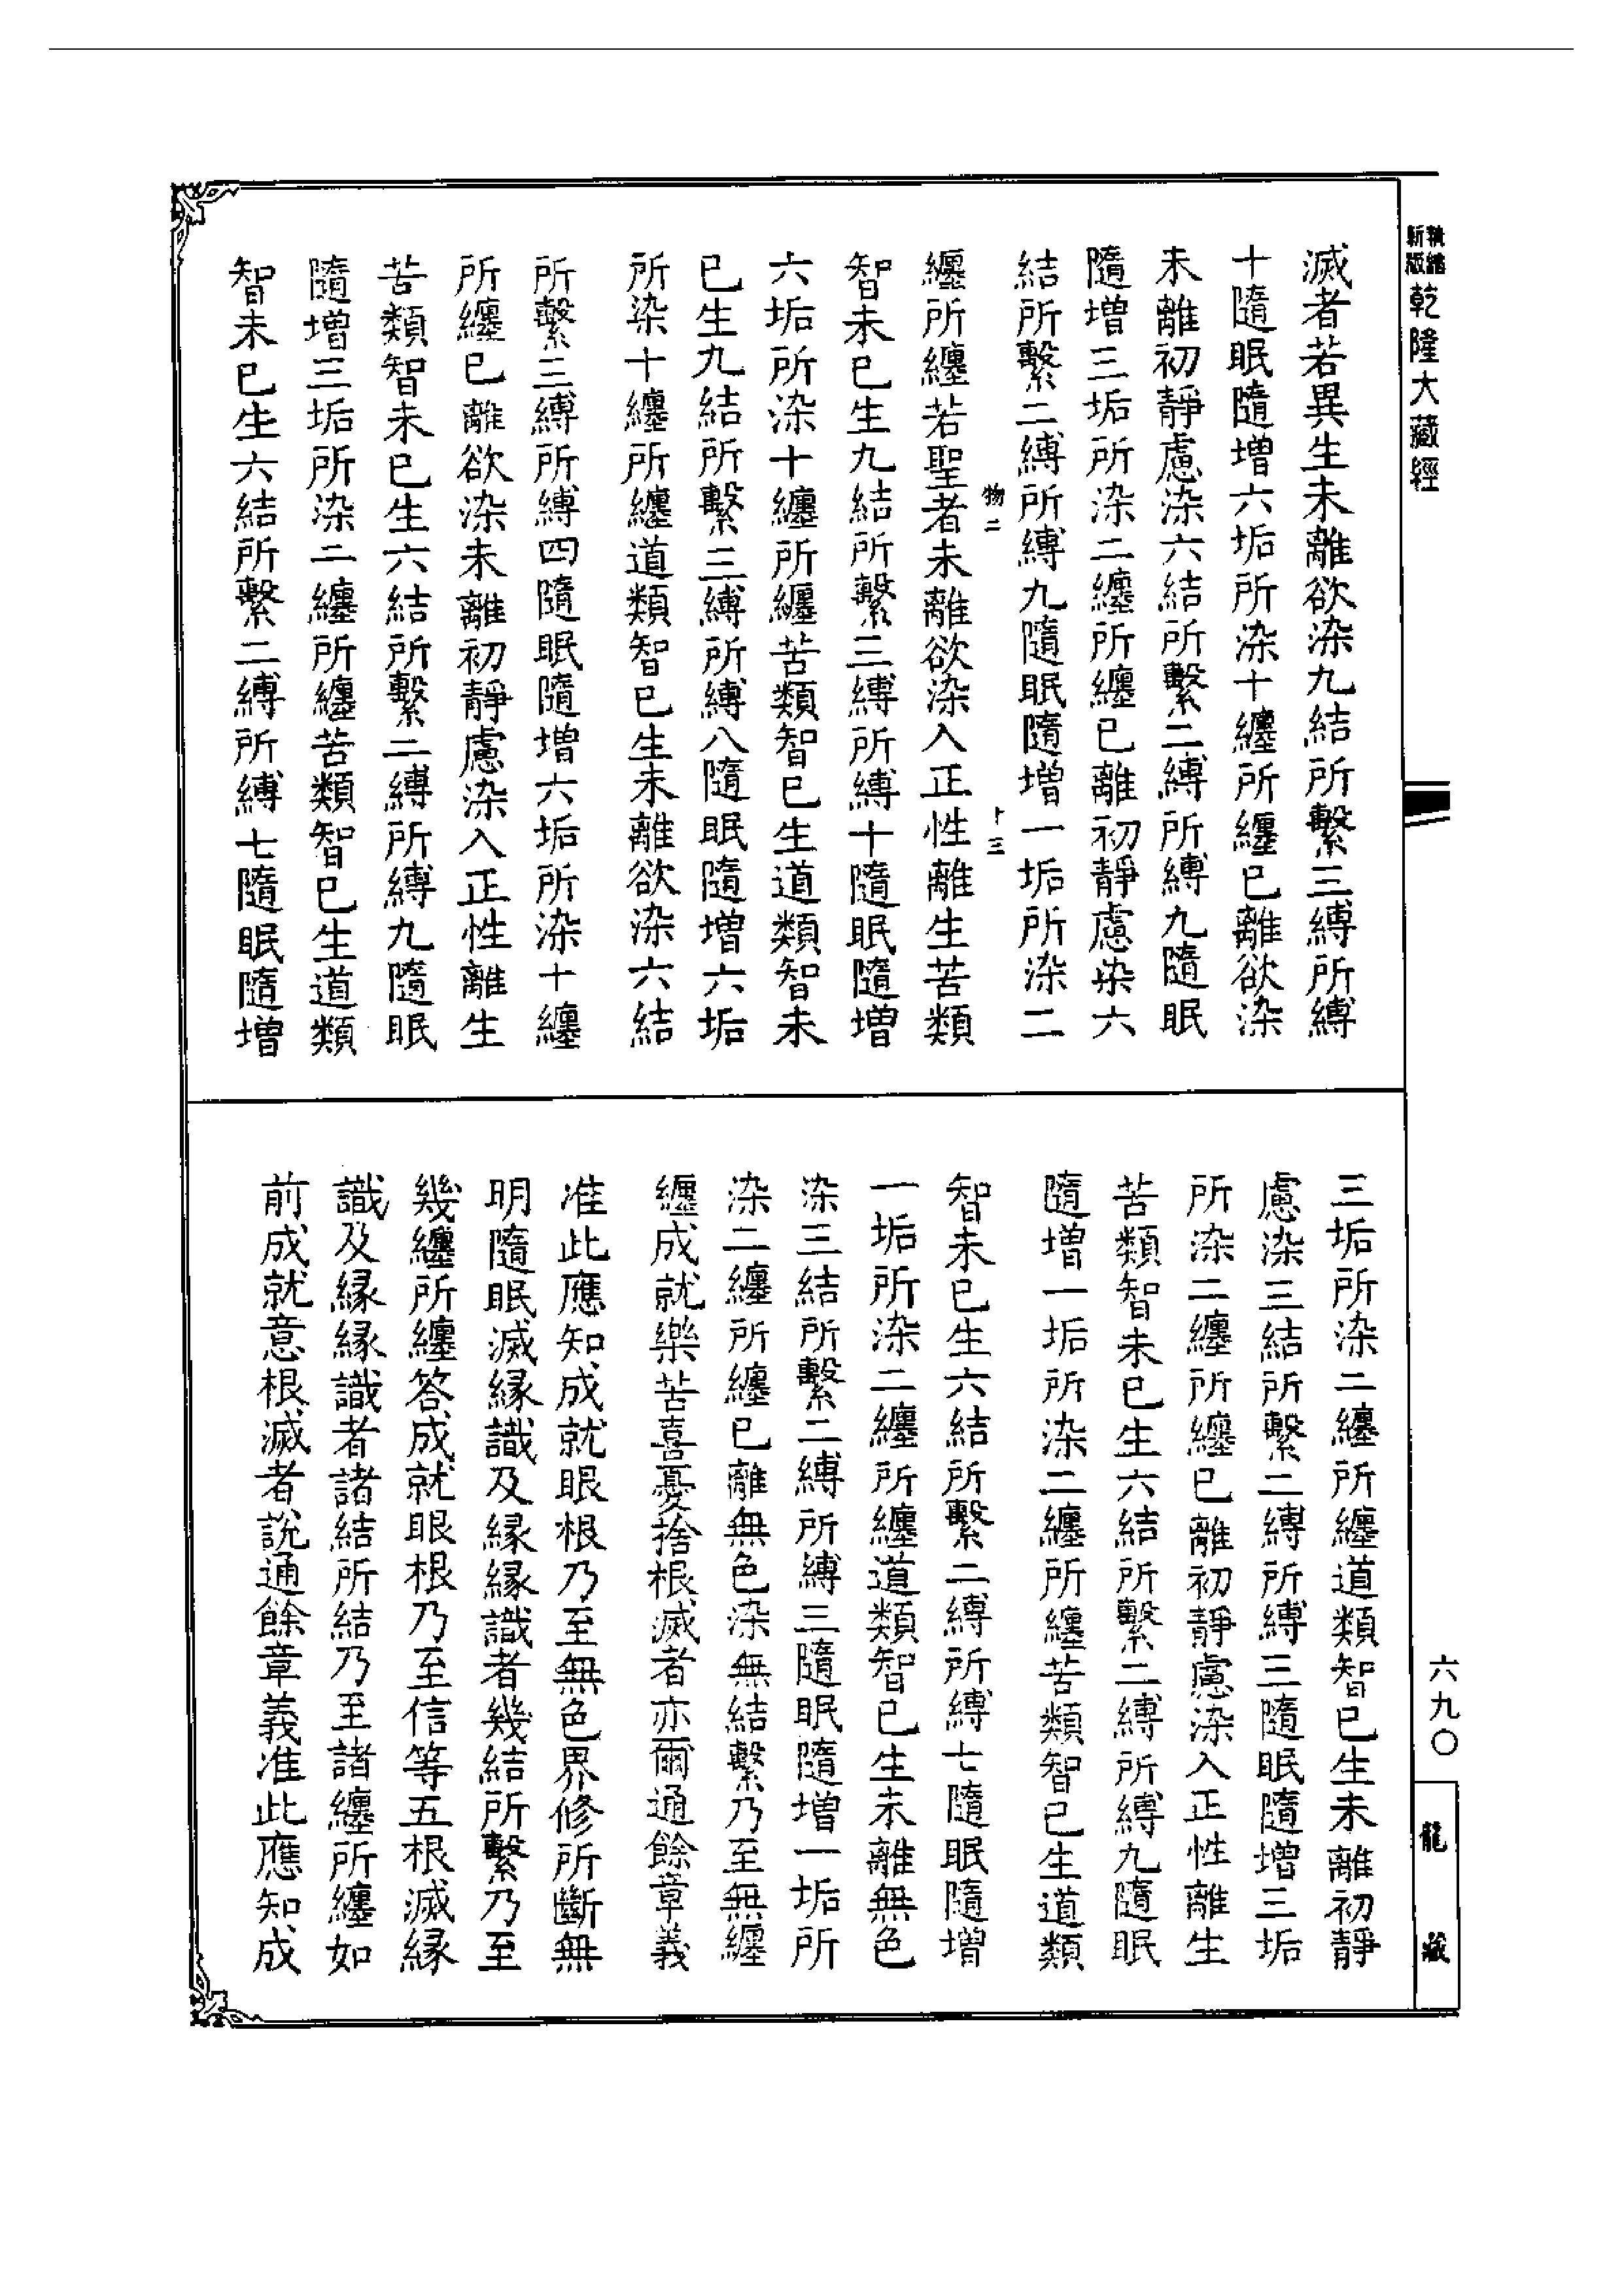 新版
乾隆大藏經
滅者若異生未離欲染九結所繫三縛所縛
十隨眠隨增六垢所染十纏所纏已離欲染
未離初靜慮染六結所繫二縛所縛九隨眠
隨增三垢所染二纏所纏已離初靜慮染六
結所繫二縛所縛九隨眠隨增一垢所染二
物二 十三
纏所纏若聖者未離欲染入正性離生苦類
智未已生九結所繫三縛所縛十隨眠隨增
六垢所染十纏所纏苦類智已生道類智未
已生九結所繫三縛所縛八隨眠隨增六垢
所染十纏所纏道類智已生未離欲染六結
所繫三縛所縛四隨眠隨增六垢所染十纏
所纏已離欲染未離初靜慮染入正性離生
苦類智未已生六結所繫二縛所縛九隨眠
隨增三垢所染二纏所纏苦類智已生道類
智未已生六結所繫二縛所縛七隨眠隨增
三垢所染二纏所纏道類智已生未離初靜
慮染三結所繫二縛所縛三隨眠隨增三垢
所染二纏所纏已離初靜慮染入正性離生
苦類智未已生六結所繫二縛所縛九隨眠
隨增一垢所染二纏所纏苦類智已生道類
智未已生六結所繫二縛所縛七隨眠隨增
一垢所染二纏所纏道類智已生未離無色
染三結所繫二縛所縛三隨眠隨增一垢所
染二纏所纏已離無色染無結繫乃至無纏
纏成就樂苦喜憂捨根滅者亦爾通餘章義
准此應知成就眼根乃至無色界修所斷無
明隨眠滅緣識及緣緣識者幾結所繫乃至
幾纏所纏答成就眼根乃至信等五根滅緣
識及緣緣識者諸結所結乃至諸纏所纏如
前成就意根滅者說通餘章義准此應知成
六九〇
龍藏